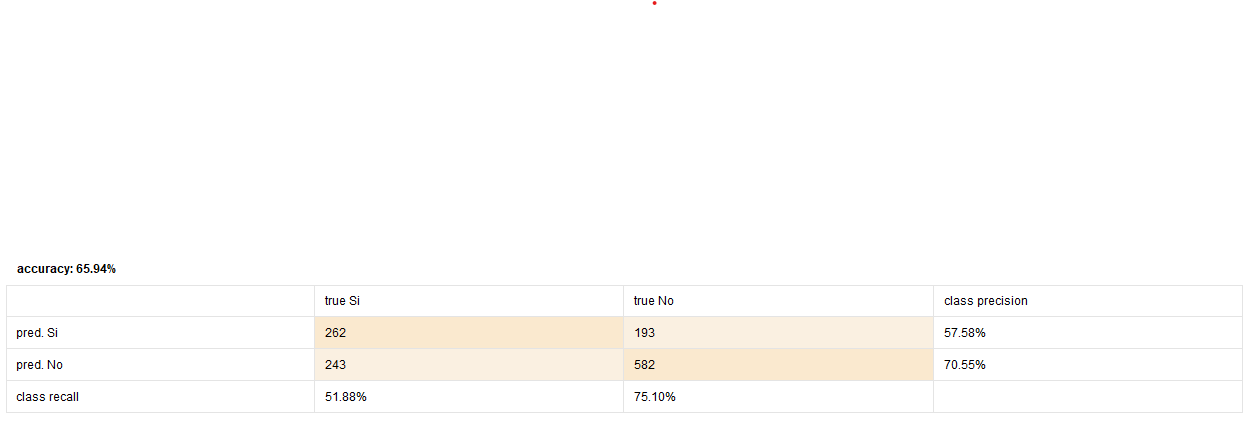 accuracy: 65.94%
true Si true No class precision
pred. Si 262 193 57.58%
pred. No 243 582 70.55%
class recall 51.88% 75.10%